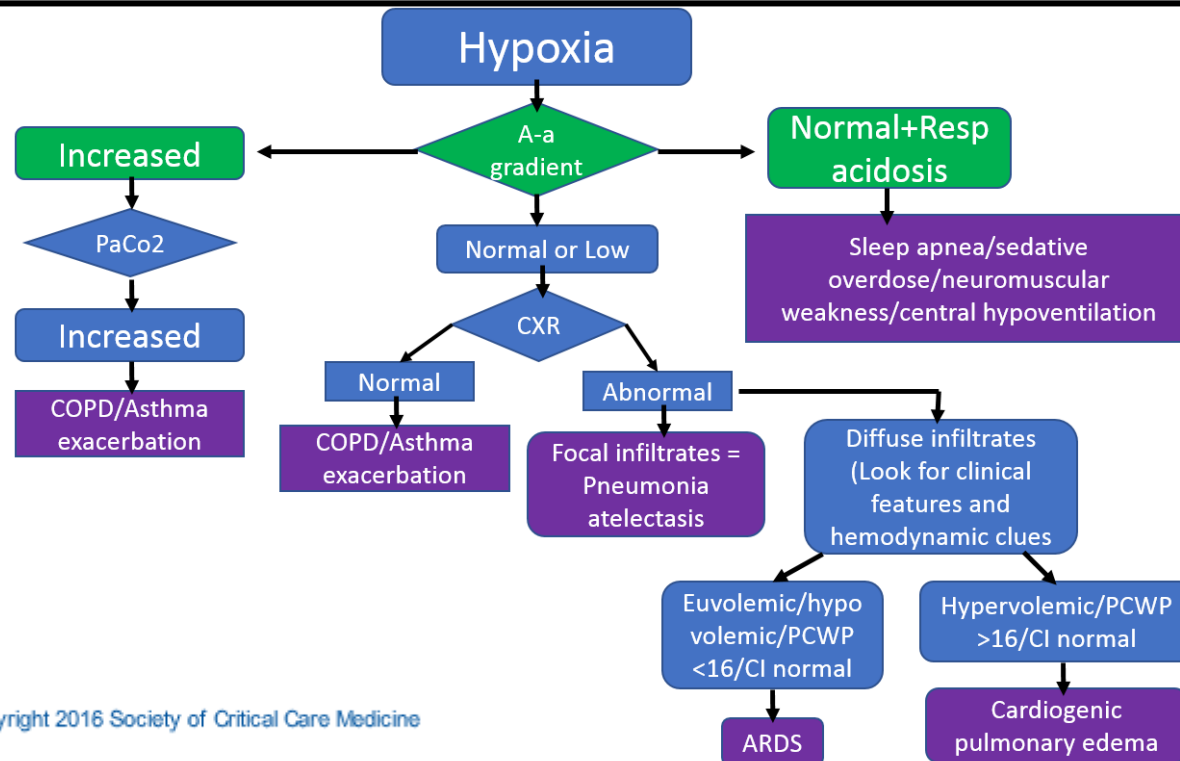 Hypoxia
A-a
gradient
Increased
PaCo2
Increased
COPD/Asthma
exacerbation
Normal or Low
CXR
Normal
COPD/Asthma
exacerbation
Abnormal
Focal infiltrates =
Pneumonia
atelectasis
Diffuse infiltrates
(Look for clinical
features and
hemodynamic clues
Euvolemic/hypo
volemic/PCWP
<16/CI normal
ARDS
Hypervolemic/PCWP
>16/CI normal
Cardiogenic
pulmonary edema
Normal+Resp
acidosis
Sleep apnea/sedative
overdose/neuromuscular
weakness/central hypoventilation
yright 2016 Society of Critical Care Medicine